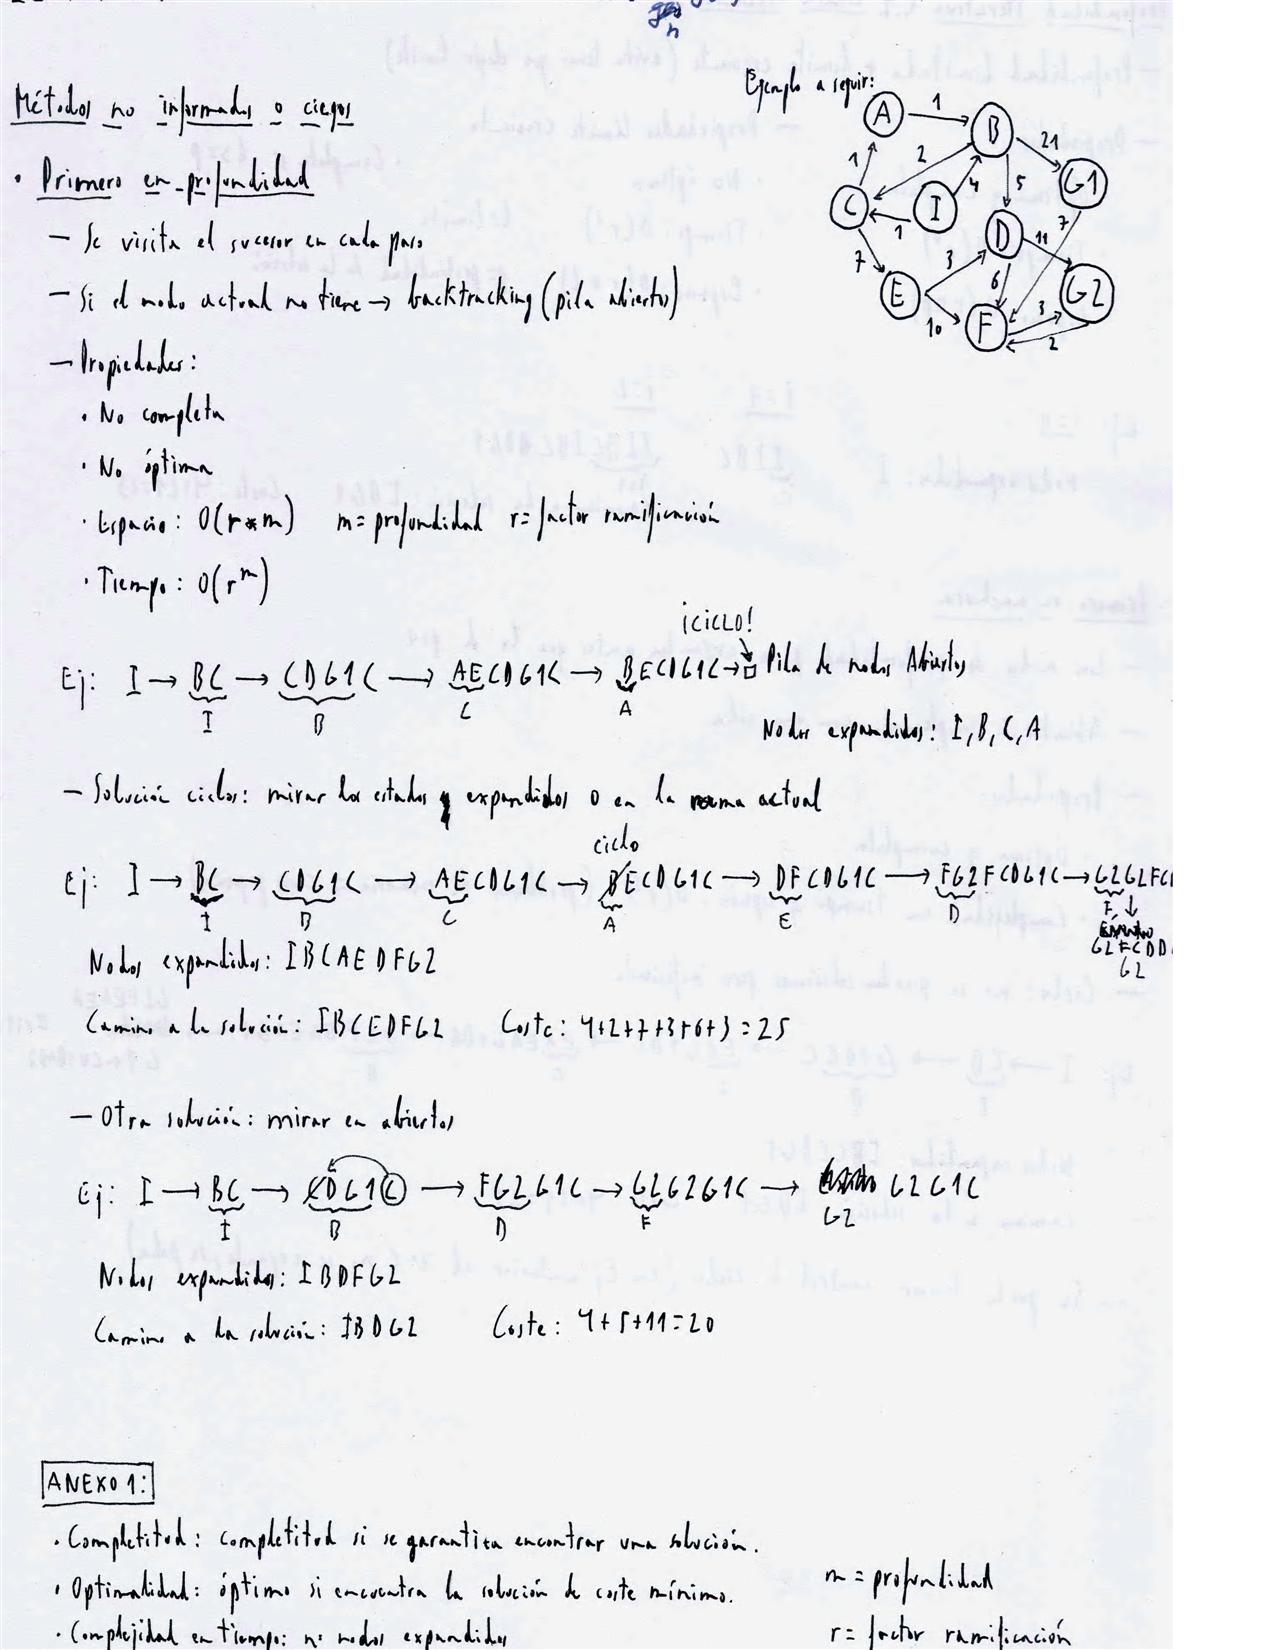 Métodos no informados o ciegos
Ejemplo a seguir:
A 1 B 21 G1
1 2 4 5 7
C 1 I D 11 G2
7 3 6 3
E 10 F 2
· Primero en profundidad
— Se visita el sucesor en cada paso
— Si el nodo actual no tiene → backtracking (pila abiertos)
— Propiedades:
· No completa
· No óptima
· Espacio: O(r*m) m = profundidad r = factor ramificación
· Tiempo: O(r^m)
¡CICLO!
Ej: I → BC → CDG1C → AECDG1C → BECDG1C → □ Pila de nodos Abiertos
I B C A
Nodos expandidos: I, B, C, A
— Solución ciclos: mirar los estados y expandidos o en la rama actual
ciclo
Ej: I → BC → CDG1C → AECDG1C → BECDG1C → DFCDG1C → FG2FCDG1C → G2G2FCD
I B C A E D F ↓
G2FCDD
G2
Nodos expandidos: IBCAEDFG2
Camino a la solución: IBCEDFG2 Coste: 4+2+7+3+6+3=25
— Otra solución: mirar en abiertos
Ej: I → BC → CDG1C → FG2G1C → G2G2G1C → G2G1C
I B D F G2
Nodos expandidos: IBDFG2
Camino a la solución: IBDG2 Coste: 4+5+11=20
ANEXO 1:
· Completitud: completitud si se garantiza encontrar una solución.
· Optimalidad: óptimo si encuentra la solución de coste mínimo. m = profundidad
· Complejidad en tiempo: nº nodos expandidos r = factor ramificación